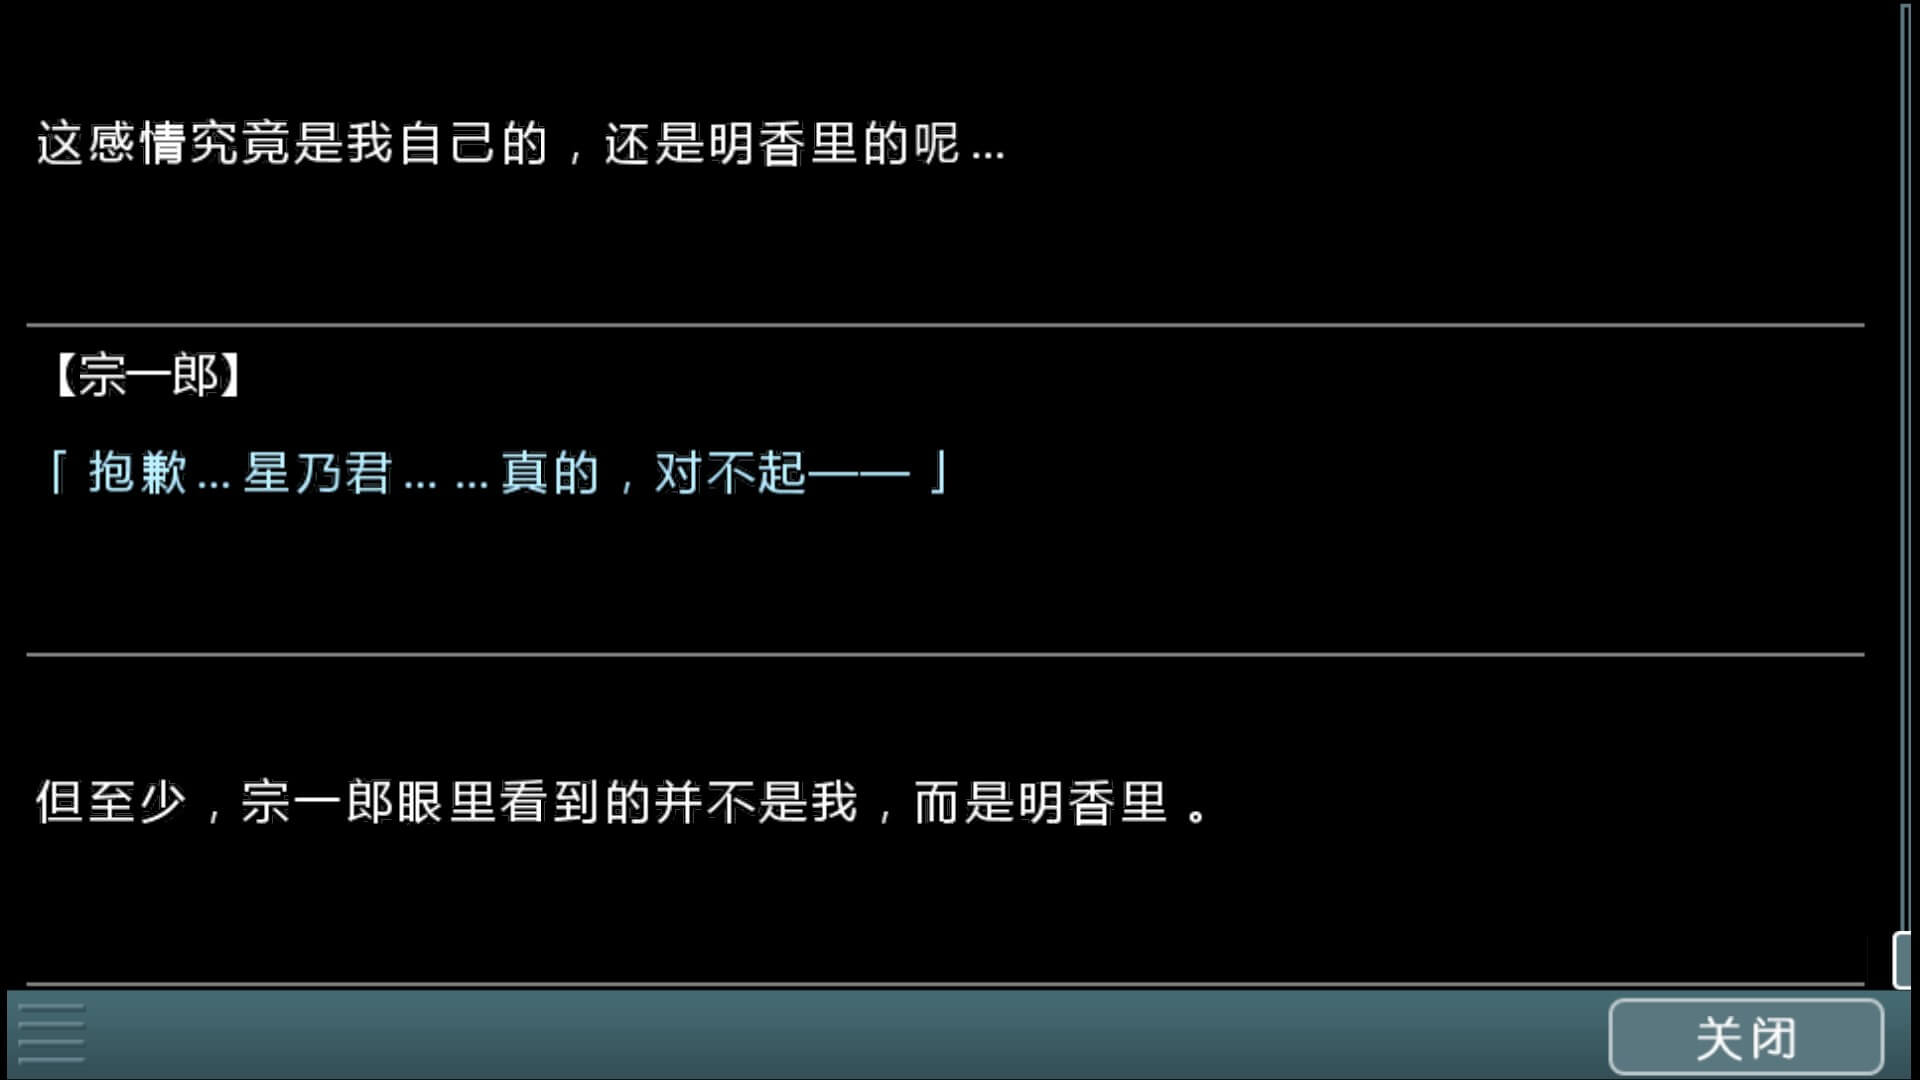 这感情究竟是我自己的，还是明香里的呢...
【宗一郎】
「抱歉...星乃君... ...真的，对不起——」
但至少，宗一郎眼里看到的并不是我，而是明香里。
关闭